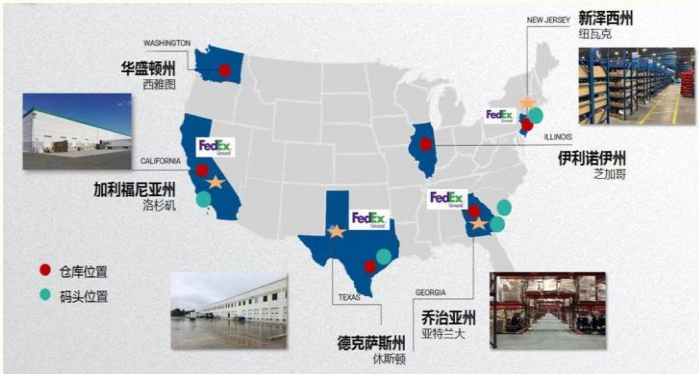 NEW JERSEY
新泽西州
纽瓦克
WASHINGTON
华盛顿州
西雅图
FedEx
Ground
ILLINOIS
伊利诺伊州
芝加哥
FedEx
Ground
CALIFORNIA
加利福尼亚州
洛杉矶
FedEx
Ground
FedEx
Ground
仓库位置
码头位置
TEXAS
德克萨斯州
休斯顿
GEORGIA
乔治亚州
亚特兰大